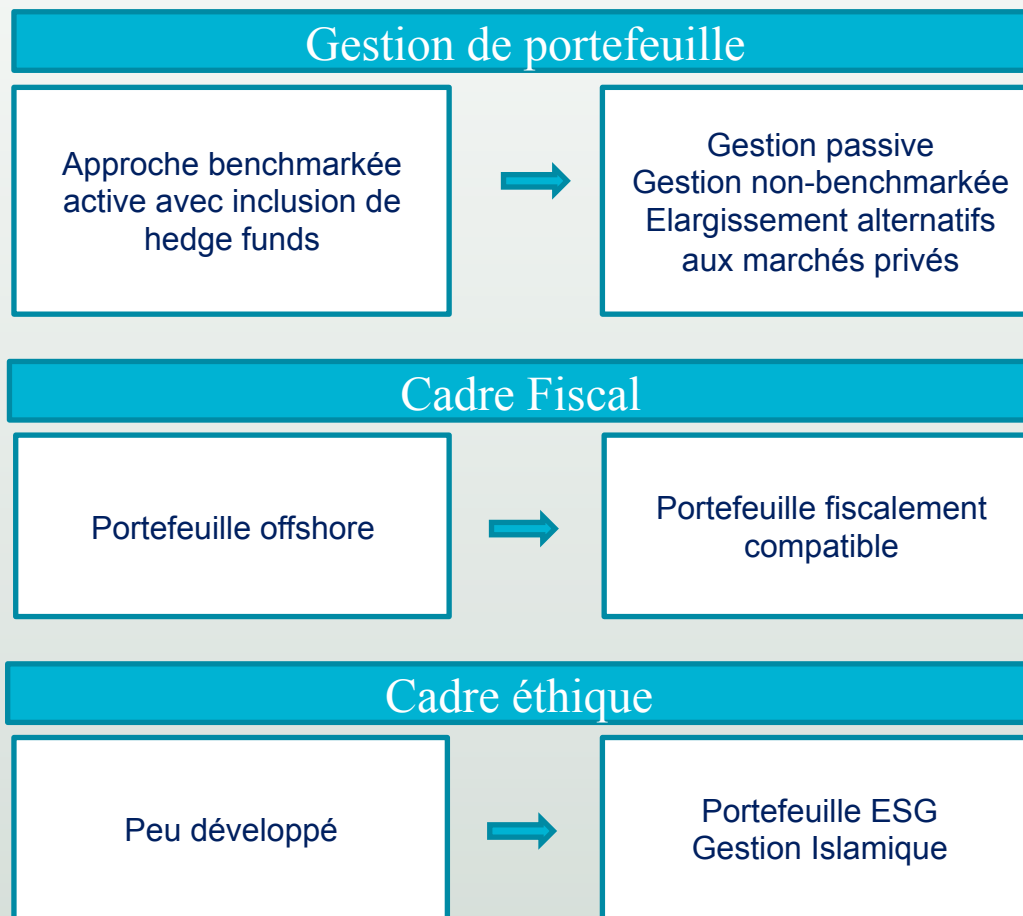 Gestion de portefeuille
Approche benchmarkée
active avec inclusion de
hedge funds
Gestion passive
Gestion non-benchmarkée
Elargissement alternatifs
aux marchés privés
Cadre Fiscal
Portefeuille offshore
Portefeuille fiscalement
compatible
Cadre éthique
Peu développé
Portefeuille ESG
Gestion Islamique